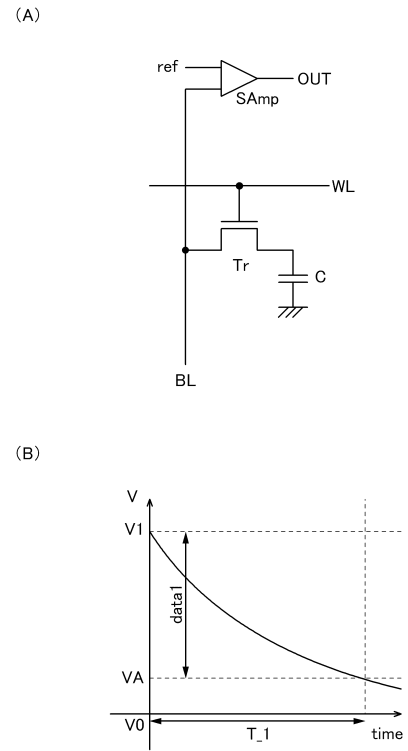 (A)
ref
OUT
SAmp
WL
Tr
C
BL
(B)
V
V1
data1
VA
V0
T_1
time